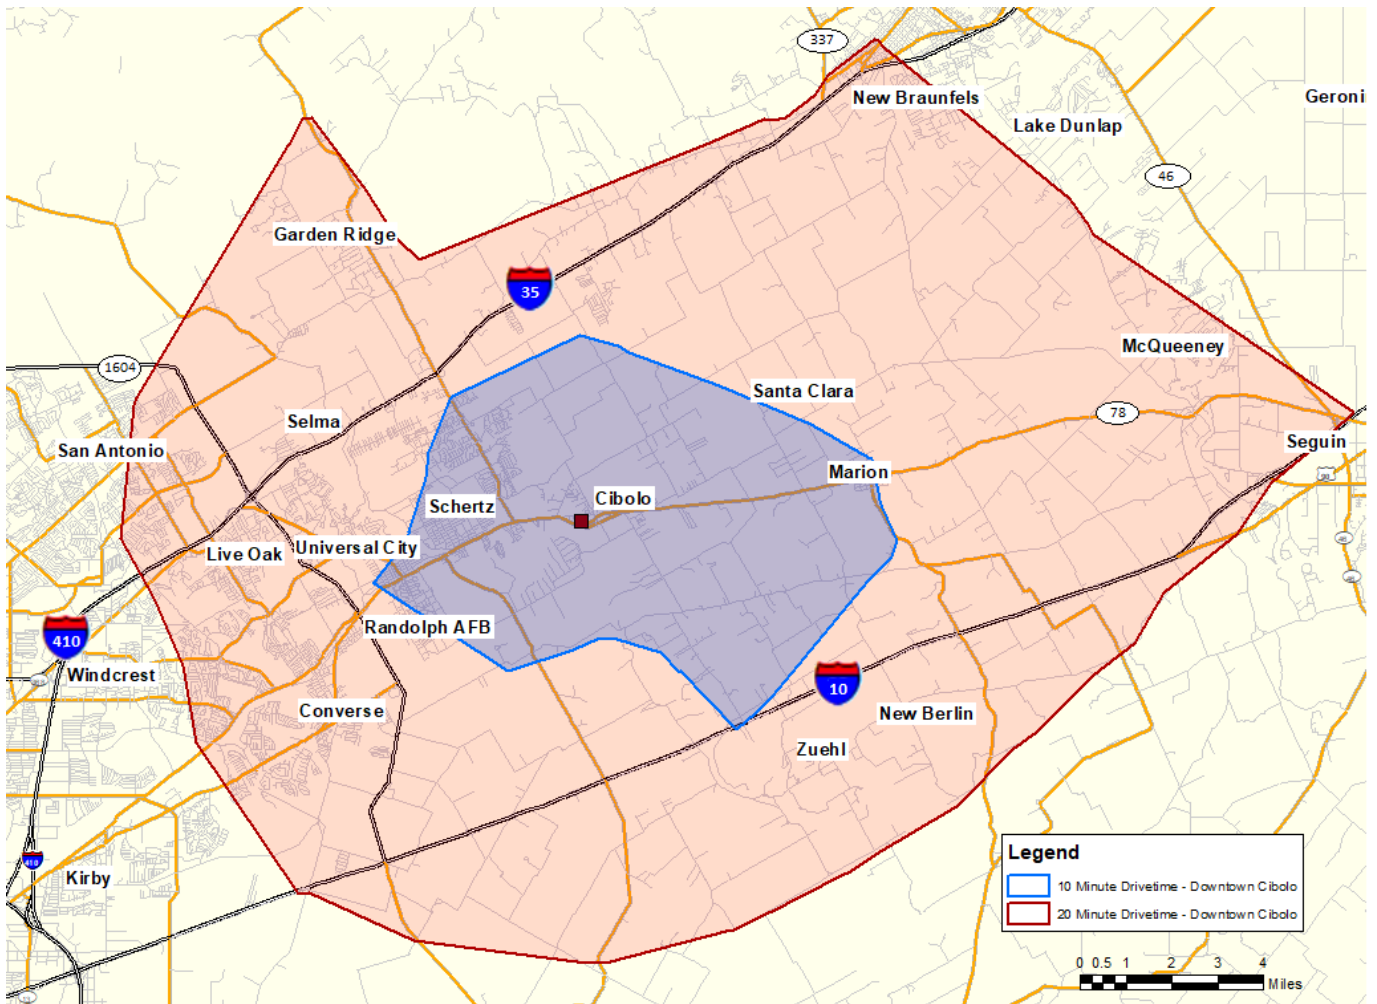 337
New Braunfels
Geroni
Lake Dunlap
46
Garden Ridge
35
McQueeney
1604
Santa Clara
78
Selma
San Antonio
Seguin
Marion
Cibolo
Schertz
Universal City
Live Oak
Randolph AFB
410
Windcrest
10
Converse
New Berlin
Zuehl
410
Kirby
Legend
10 Minute Drivetime - Downtown Cibolo
20 Minute Drivetime - Downtown Cibolo
0 0.5 1 2 3 4
Miles